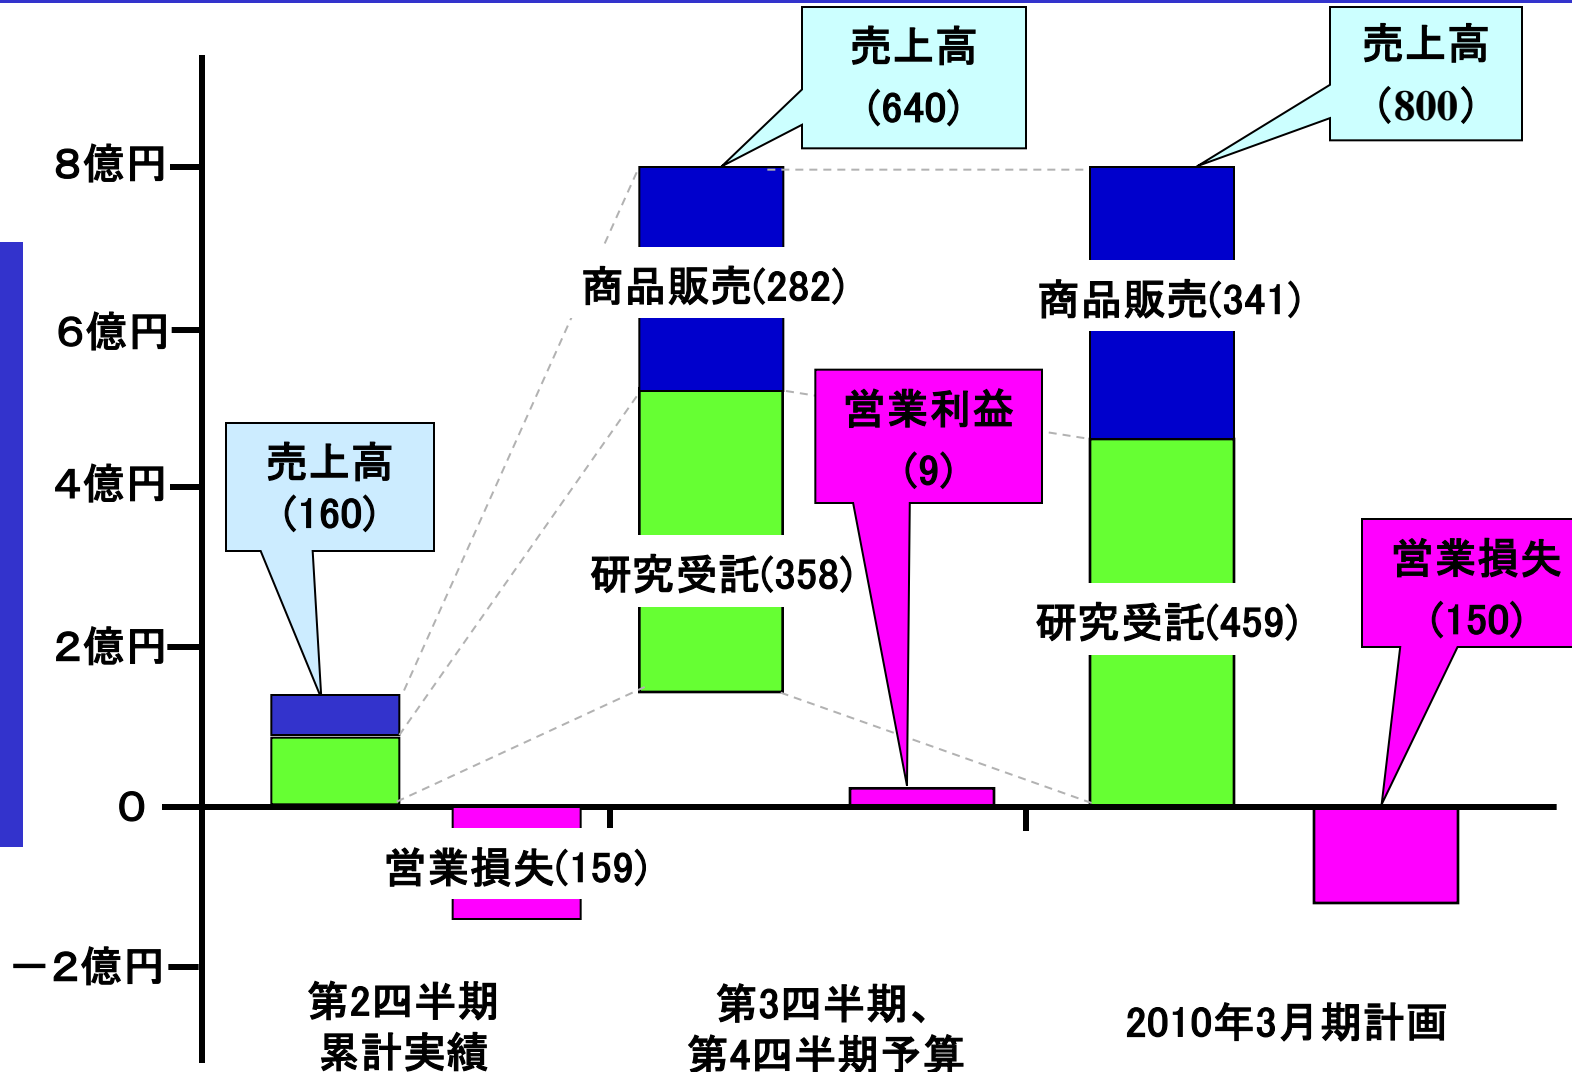 売上高
(640)
売上高
(800)
8億円
6億円
4億円
2億円
0
－2億円
商品販売(282)
商品販売(341)
営業利益
(9)
売上高
(160)
研究受託(358)
研究受託(459)
営業損失
(150)
営業損失(159)
第2四半期
累計実績
第3四半期、
第4四半期予算
2010年3月期計画